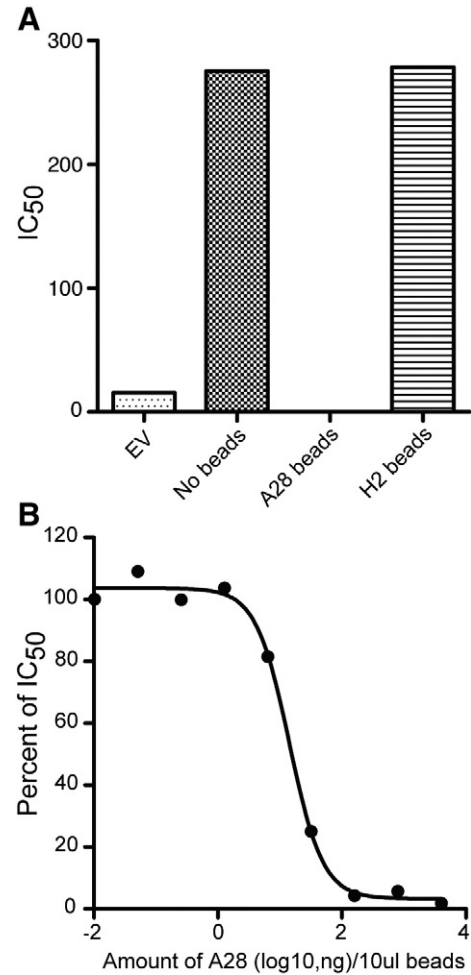 A
300
200
100
0
IC50
EV
No beads
A28 beads
H2 beads
B
120
100
80
60
40
20
0
Percent of IC50
-2
0
2
4
Amount of A28 (log10,ng)/10ul beads